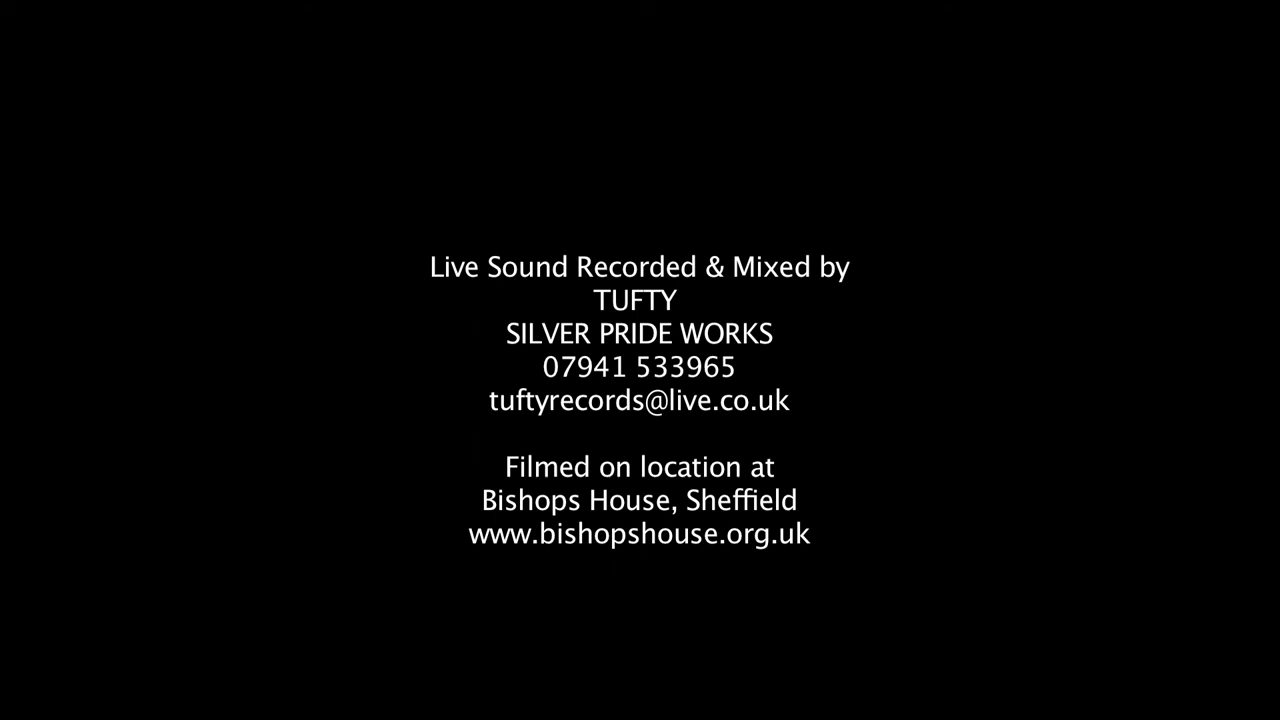 Live Sound Recorded & Mixed by
TUFTY
SILVER PRIDE WORKS
07941 533965
tuftyrecords@live.co.uk
Filmed on location at
Bishops House, Sheffield
www.bishopshouse.org.uk